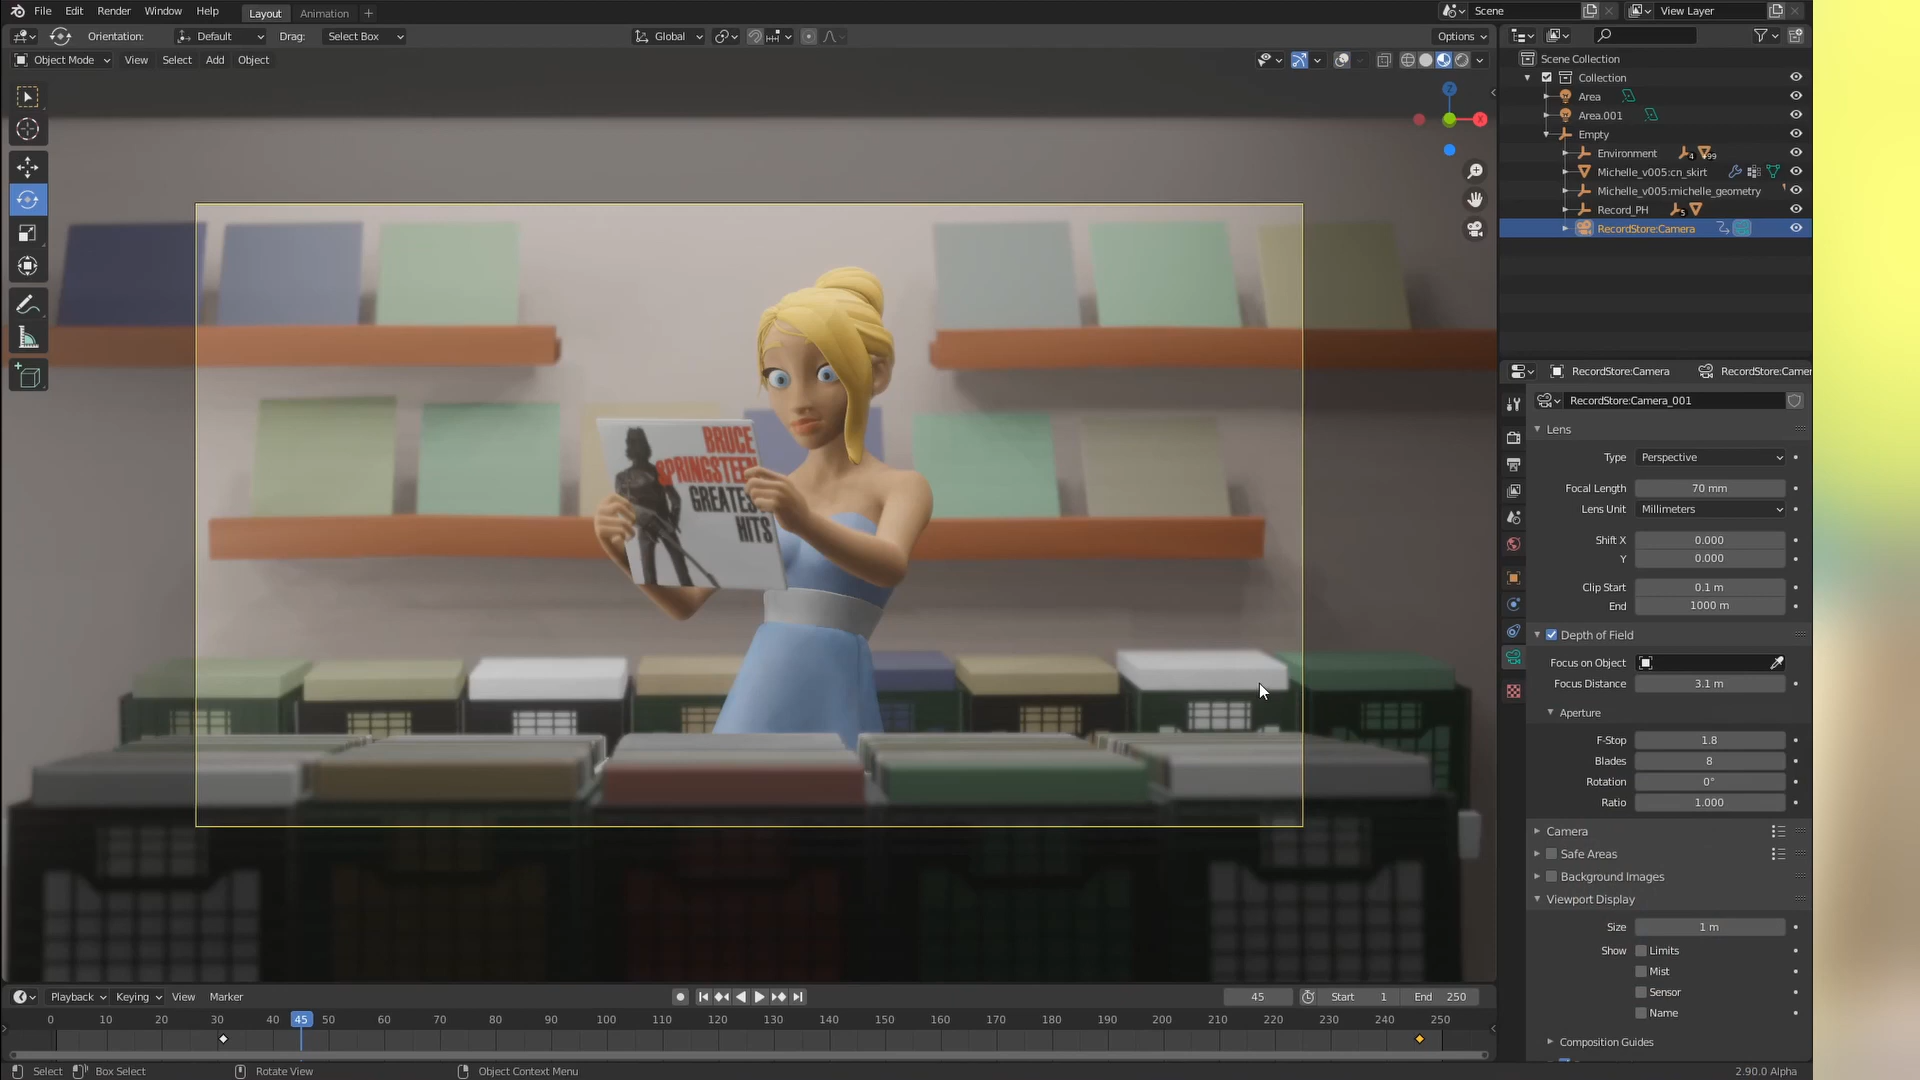 File Edit Render Window Help Layout Animation + Scene View Layer
Orientation: Default Drag: Select Box Global Options
Object Mode View Select Add Object
Z
X
BRUCE
SPRINGSTEEN
GREATEST
HITS
Scene Collection
Collection
Area
Area.001
Empty
Environment 4 99
Michelle_v005:cn_skirt
Michelle_v005:michelle_geometry
Record_PH 5
RecordStore:Camera
RecordStore:Camera RecordStore:Camer
RecordStore:Camera_001
Lens
Type Perspective
Focal Length 70 mm
Lens Unit Millimeters
Shift X 0.000
Y 0.000
Clip Start 0.1 m
End 1000 m
Depth of Field
Focus on Object
Focus Distance 3.1 m
Aperture
F-Stop 1.8
Blades 8
Rotation 0°
Ratio 1.000
Camera
Safe Areas
Background Images
Viewport Display
Size 1 m
Show Limits
Mist
Sensor
Name
Composition Guides
Playback Keying View Marker 45 Start 1 End 250
0 10 20 30 40 45 50 60 70 80 90 100 110 120 130 140 150 160 170 180 190 200 210 220 230 240 250
Select Box Select Rotate View Object Context Menu 2.90.0 Alpha